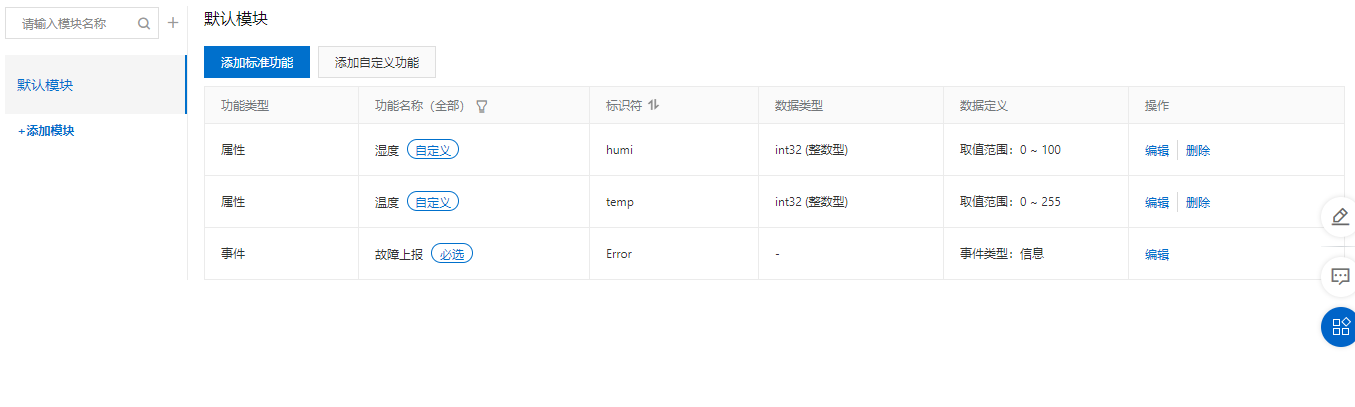 请输入模块名称
默认模块
+添加模块
默认模块
添加标准功能 添加自定义功能
功能类型 功能名称（全部） 标识符 数据类型 数据定义 操作
属性 湿度 自定义 humi int32 (整数型) 取值范围：0 ~ 100 编辑 删除
属性 温度 自定义 temp int32 (整数型) 取值范围：0 ~ 255 编辑 删除
事件 故障上报 必选 Error - 事件类型：信息 编辑